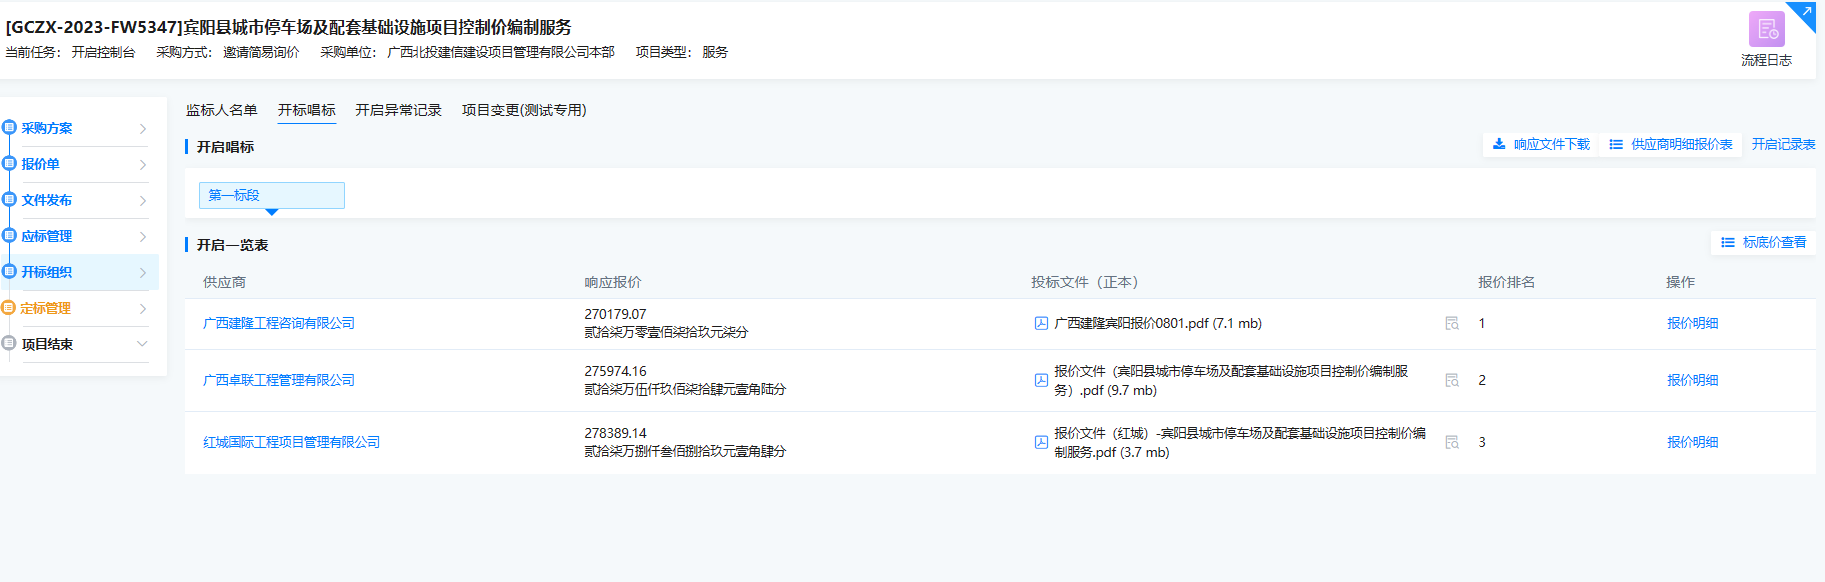 [GCZX-2023-FW5347]宾阳县城市停车场及配套基础设施项目控制价编制服务
当前任务： 开启控制台 采购方式： 邀请简易询价 采购单位： 广西北投建信建设项目管理有限公司本部 项目类型： 服务
流程日志
采购方案
报价单
文件发布
应标管理
开标组织
定标管理
项目结束
监标人名单 开标唱标 开启异常记录 项目变更(测试专用)
开启唱标
响应文件下载 供应商明细报价表 开启记录表
第一标段
开启一览表
标底价查看
供应商 响应报价 投标文件（正本） 报价排名 操作
广西建隆工程咨询有限公司 270179.07 广西建隆宾阳报价0801.pdf (7.1 mb) 1 报价明细
贰拾柒万零壹佰柒拾玖元柒分
广西卓联工程管理有限公司 275974.16 报价文件（宾阳县城市停车场及配套基础设施项目控制价编制服 2 报价明细
贰拾柒万伍仟玖佰柒拾肆元壹角陆分 务）.pdf (9.7 mb)
红城国际工程项目管理有限公司 278389.14 报价文件（红城）-宾阳县城市停车场及配套基础设施项目控制价编 3 报价明细
贰拾柒万捌仟叁佰捌拾玖元壹角肆分 制服务.pdf (3.7 mb)